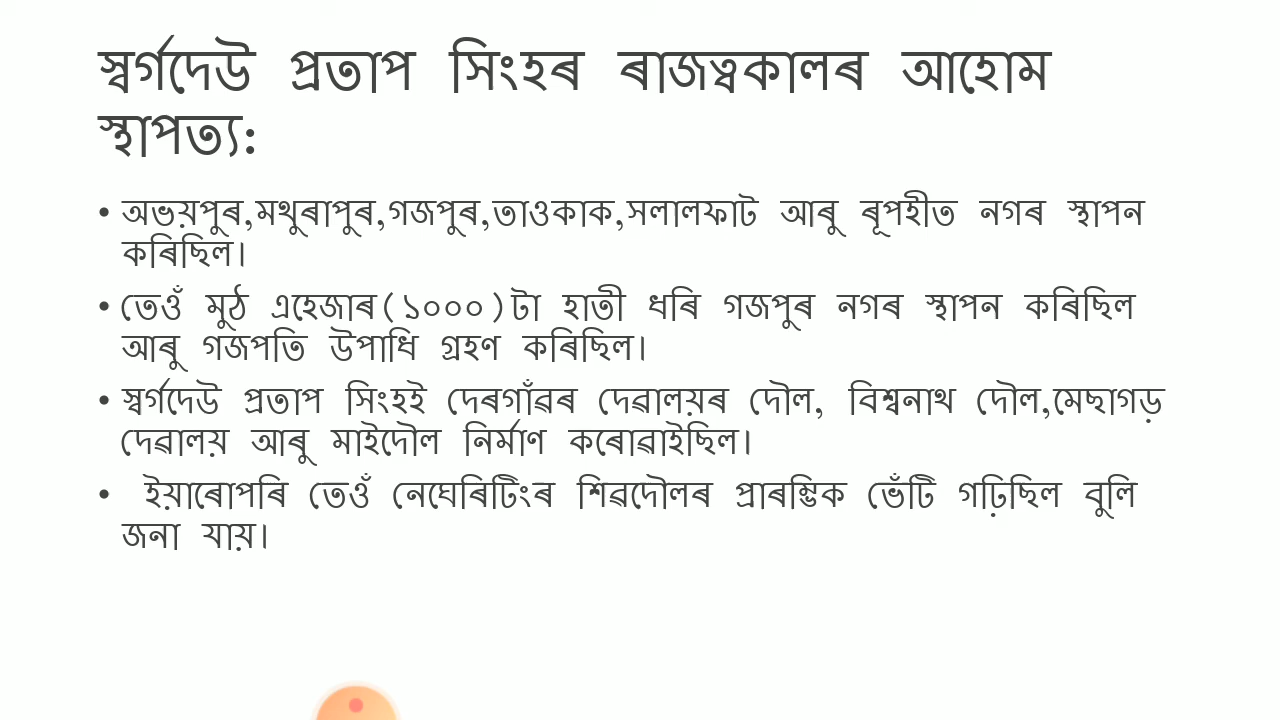 স্বৰ্গদেউ প্ৰতাপ সিংহৰ ৰাজত্বকালৰ আহোম
স্থাপত্য:
• অভয়পুৰ,মথুৰাপুৰ,গজপুৰ,তাওকাক,সলালফাট আৰু ৰূপহীত নগৰ স্থাপন
কৰিছিল।
• তেওঁ মুঠ এহেজাৰ(১০০০)টা হাতী ধৰি গজপুৰ নগৰ স্থাপন কৰিছিল
আৰু গজপতি উপাধি গ্ৰহণ কৰিছিল।
• স্বৰ্গদেউ প্ৰতাপ সিংহই দেৰগাঁৱৰ দেৱালয়ৰ দৌল, বিশ্বনাথ দৌল,মেছাগড়
দেৱালয় আৰু মাইদৌল নিৰ্মাণ কৰোৱাইছিল।
• ইয়াৰোপৰি তেওঁ নেঘেৰিটিংৰ শিৱদৌলৰ প্ৰাৰম্ভিক ভেঁটি গঢ়িছিল বুলি
জনা যায়।